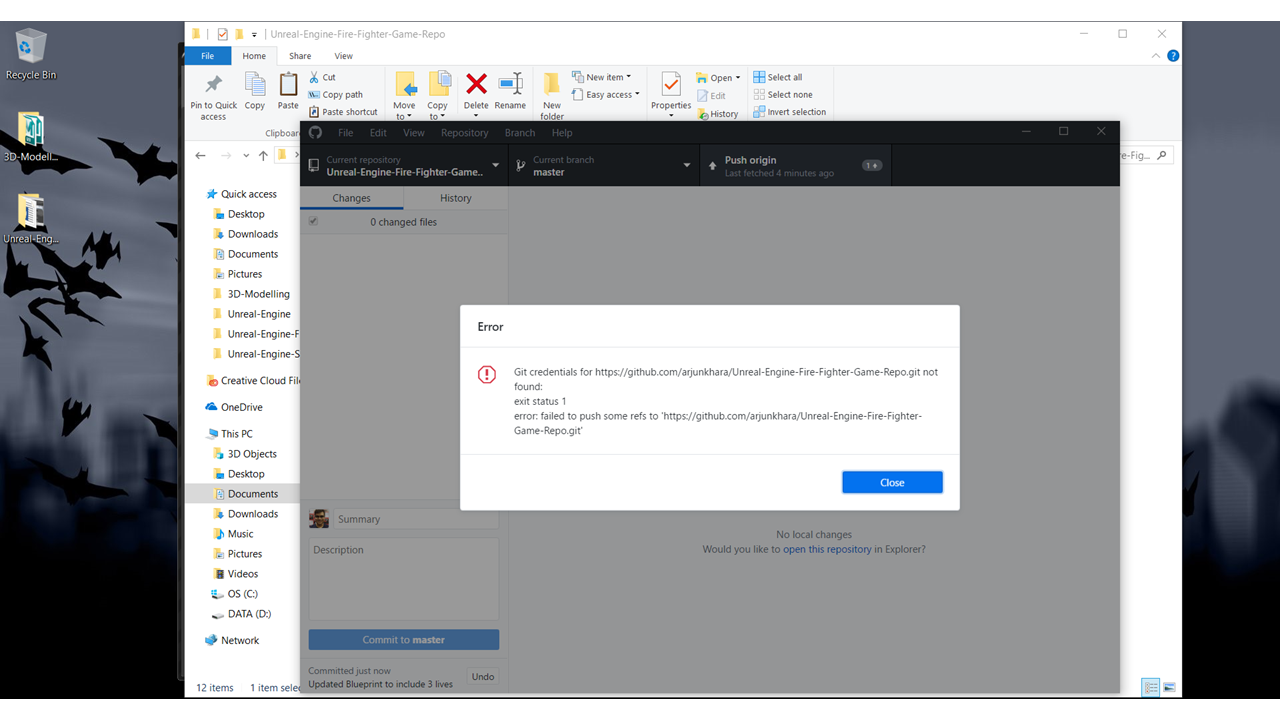 Recycle Bin
3D-Modell...
Unreal-Eng...
Unreal-Engine-Fire-Fighter-Game-Repo
File Home Share View
Pin to Quick access
Copy
Paste
Cut
Copy path
Paste shortcut
Move to
Copy to
Delete
Rename
New folder
New item
Easy access
Properties
Open
Edit
History
Select all
Select none
Invert selection
Clipboar
re-Fig...
Quick access
Desktop
Downloads
Documents
Pictures
3D-Modelling
Unreal-Engine
Unreal-Engine-F
Unreal-Engine-S
Creative Cloud File
OneDrive
This PC
3D Objects
Desktop
Documents
Downloads
Music
Pictures
Videos
OS (C:)
DATA (D:)
Network
12 items 1 item selec
File Edit View Repository Branch Help
Current repository
Unreal-Engine-Fire-Fighter-Game..
Current branch
master
Push origin
Last fetched 4 minutes ago
1
Changes History
0 changed files
Error
Git credentials for https://github.com/arjunkhara/Unreal-Engine-Fire-Fighter-Game-Repo.git not
found:
exit status 1
error: failed to push some refs to 'https://github.com/arjunkhara/Unreal-Engine-Fire-Fighter-
Game-Repo.git'
Close
No local changes
Would you like to open this repository in Explorer?
Summary
Description
Commit to master
Committed just now
Updated Blueprint to include 3 lives
Undo